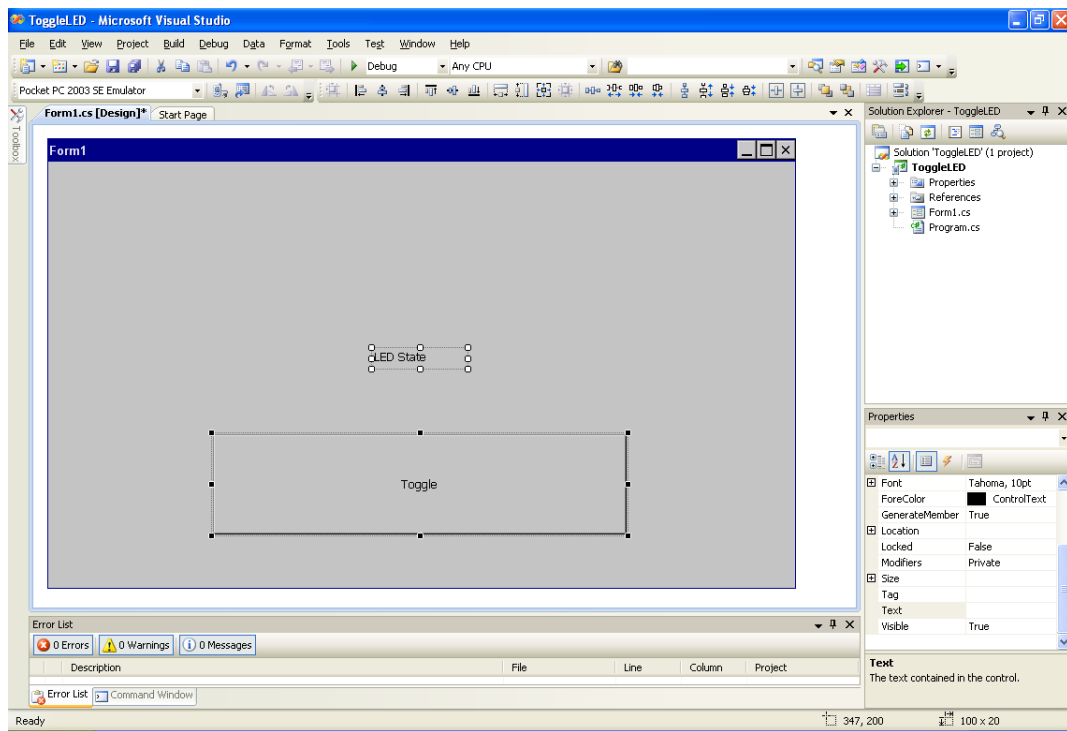 ToggleLED - Microsoft Visual Studio
File Edit View Project Build Debug Data Format Tools Test Window Help
Debug Any CPU
Pocket PC 2003 SE Emulator
Toolbox
Form1.cs [Design]* Start Page
Form1
LED State
Toggle
Solution Explorer - ToggleLED
Solution 'ToggleLED' (1 project)
ToggleLED
Properties
References
Form1.cs
Program.cs
Properties
Font Tahoma, 10pt
ForeColor ControlText
GenerateMember True
Location
Locked False
Modifiers Private
Size
Tag
Text
Visible True
Text
The text contained in the control.
Error List
0 Errors 0 Warnings 0 Messages
Description File Line Column Project
Error List Command Window
Ready 347, 200 100 x 20